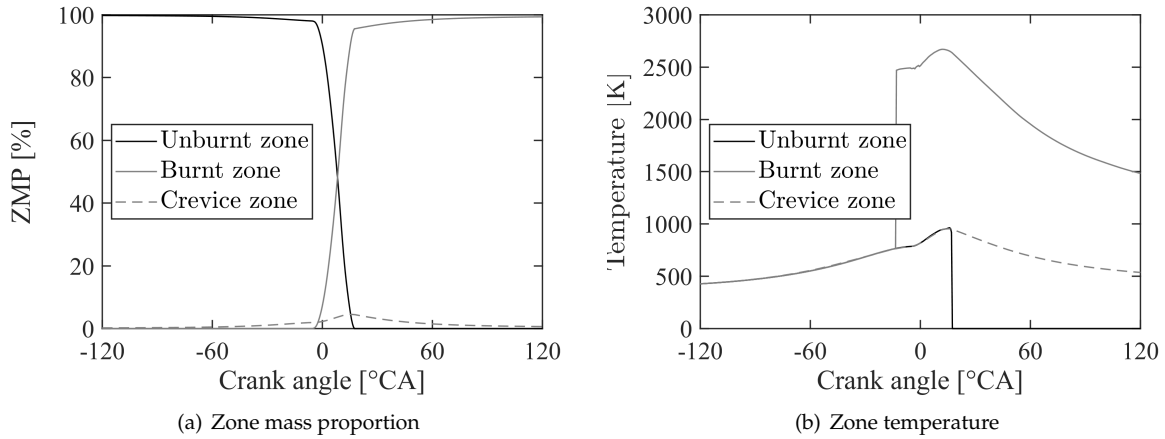 100
80
60
40
20
0
-120
-60
0
60
120
ZMP [%]
Unburnt zone
Burnt zone
Crevice zone
Crank angle [°CA]
(a) Zone mass proportion
3000
2500
2000
1500
1000
500
0
-120
-60
0
60
120
Temperature [K]
Unburnt zone
Burnt zone
Crevice zone
Crank angle [°CA]
(b) Zone temperature